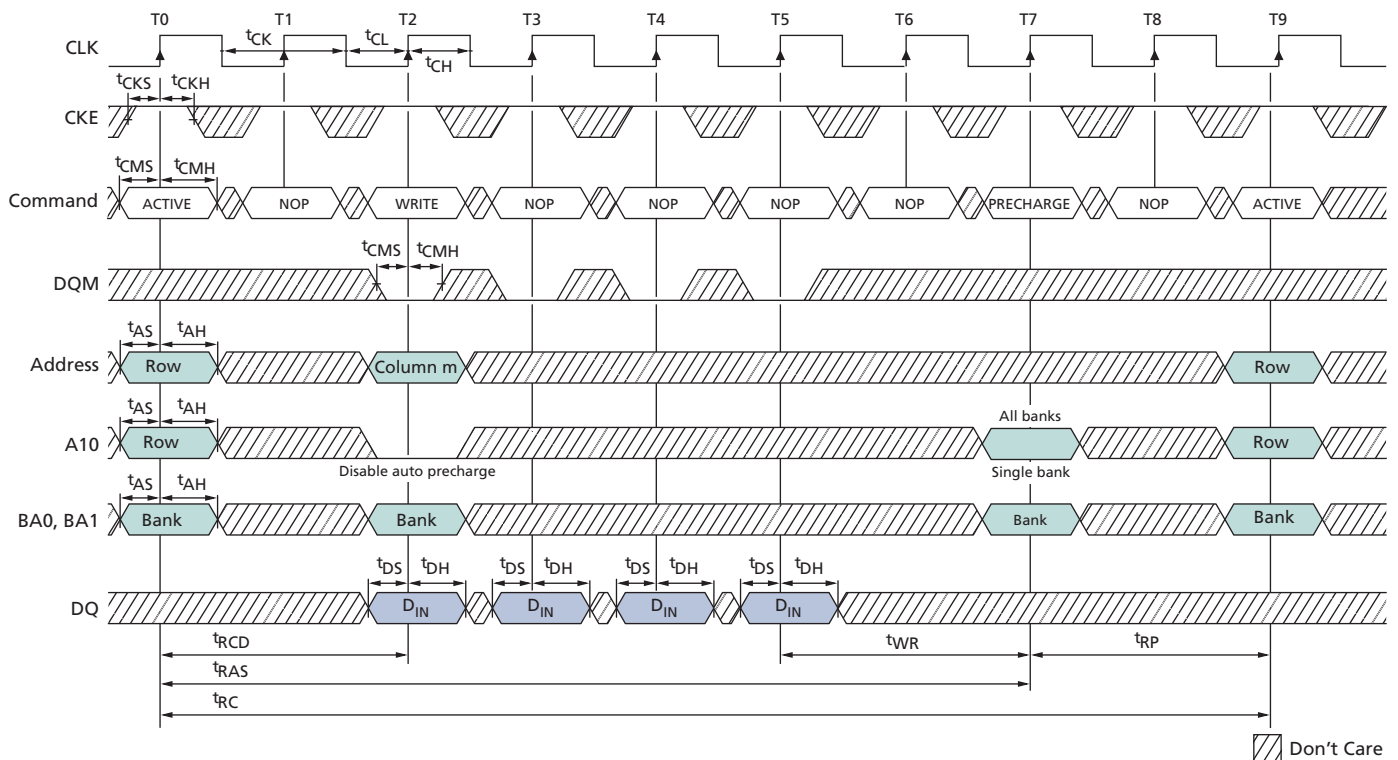 T0 T1 T2 T3 T4 T5 T6 T7 T8 T9
CLK tCK tCL tCH
tCKS tCKH
CKE
tCMS tCMH
Command ACTIVE NOP WRITE NOP NOP NOP NOP PRECHARGE NOP ACTIVE
tCMS tCMH
DQM
tAS tAH
Address Row Column m Row
tAS tAH All banks
A10 Row Row
Disable auto precharge Single bank
tAS tAH
BA0, BA1 Bank Bank Bank Bank
tDS tDH tDS tDH tDS tDH tDS tDH
DQ DIN DIN DIN DIN
tRCD tWR tRP
tRAS
tRC
Don't Care